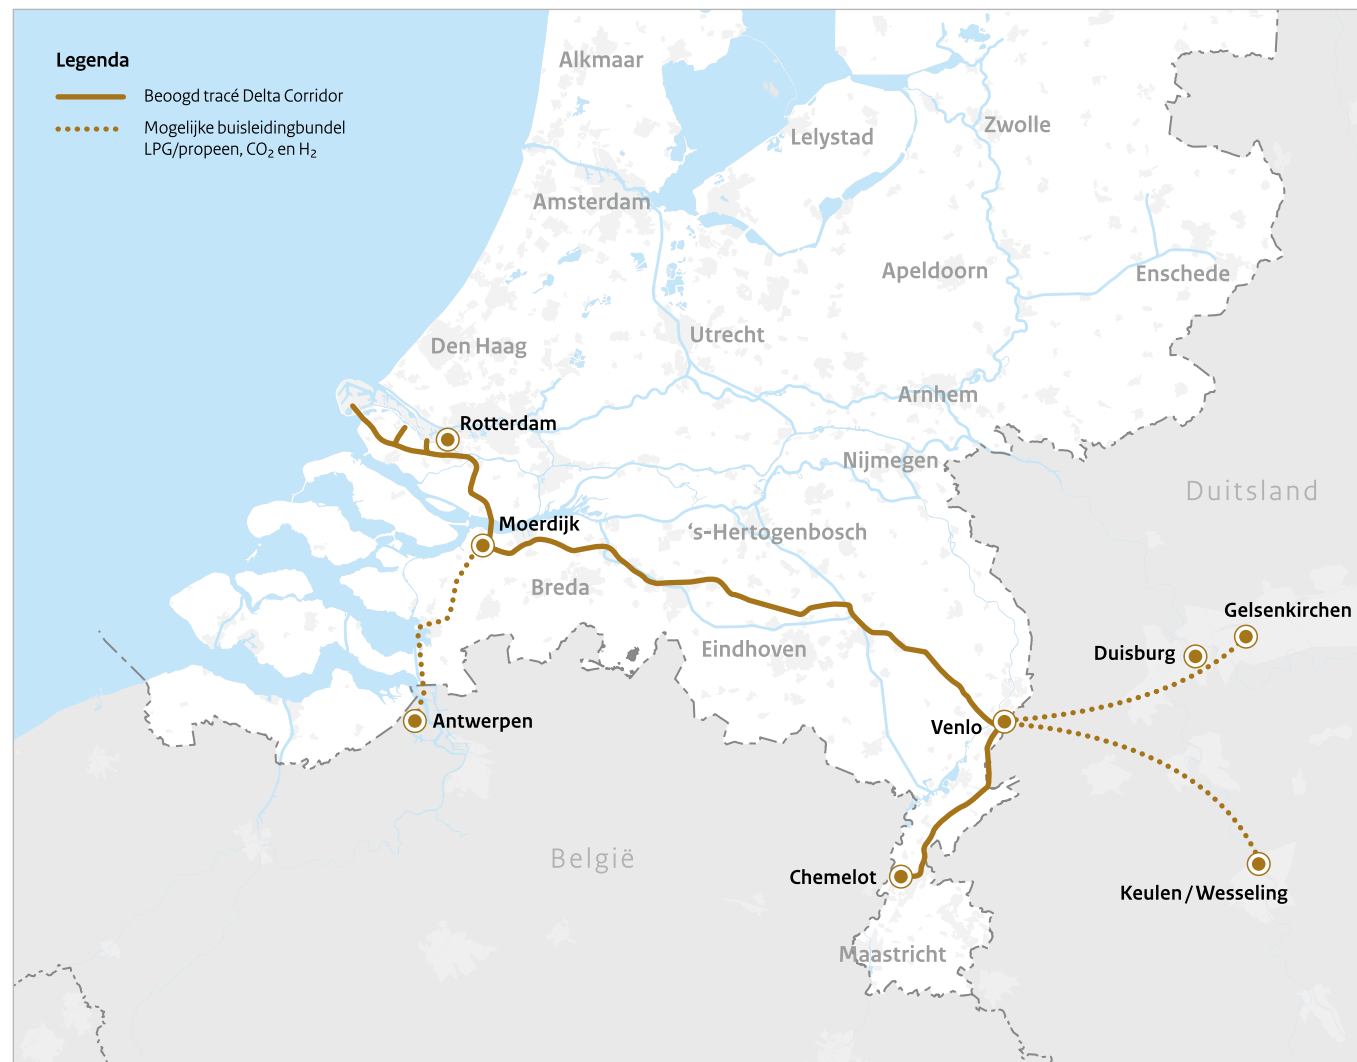 Legenda
Beoogd tracé Delta Corridor
Mogelijke buisleidingbundel
LPG/propeen, CO₂ en H₂
Alkmaar
Lelystad
Zwolle
Amsterdam
Apeldoorn
Enschede
Utrecht
Den Haag
Arnhem
Rotterdam
Nijmegen
Duitsland
Moerdijk
‘s-Hertogenbosch
Breda
Gelsenkirchen
Eindhoven
Duisburg
Antwerpen
Venlo
België
Chemelot
Keulen / Wesseling
Maastricht